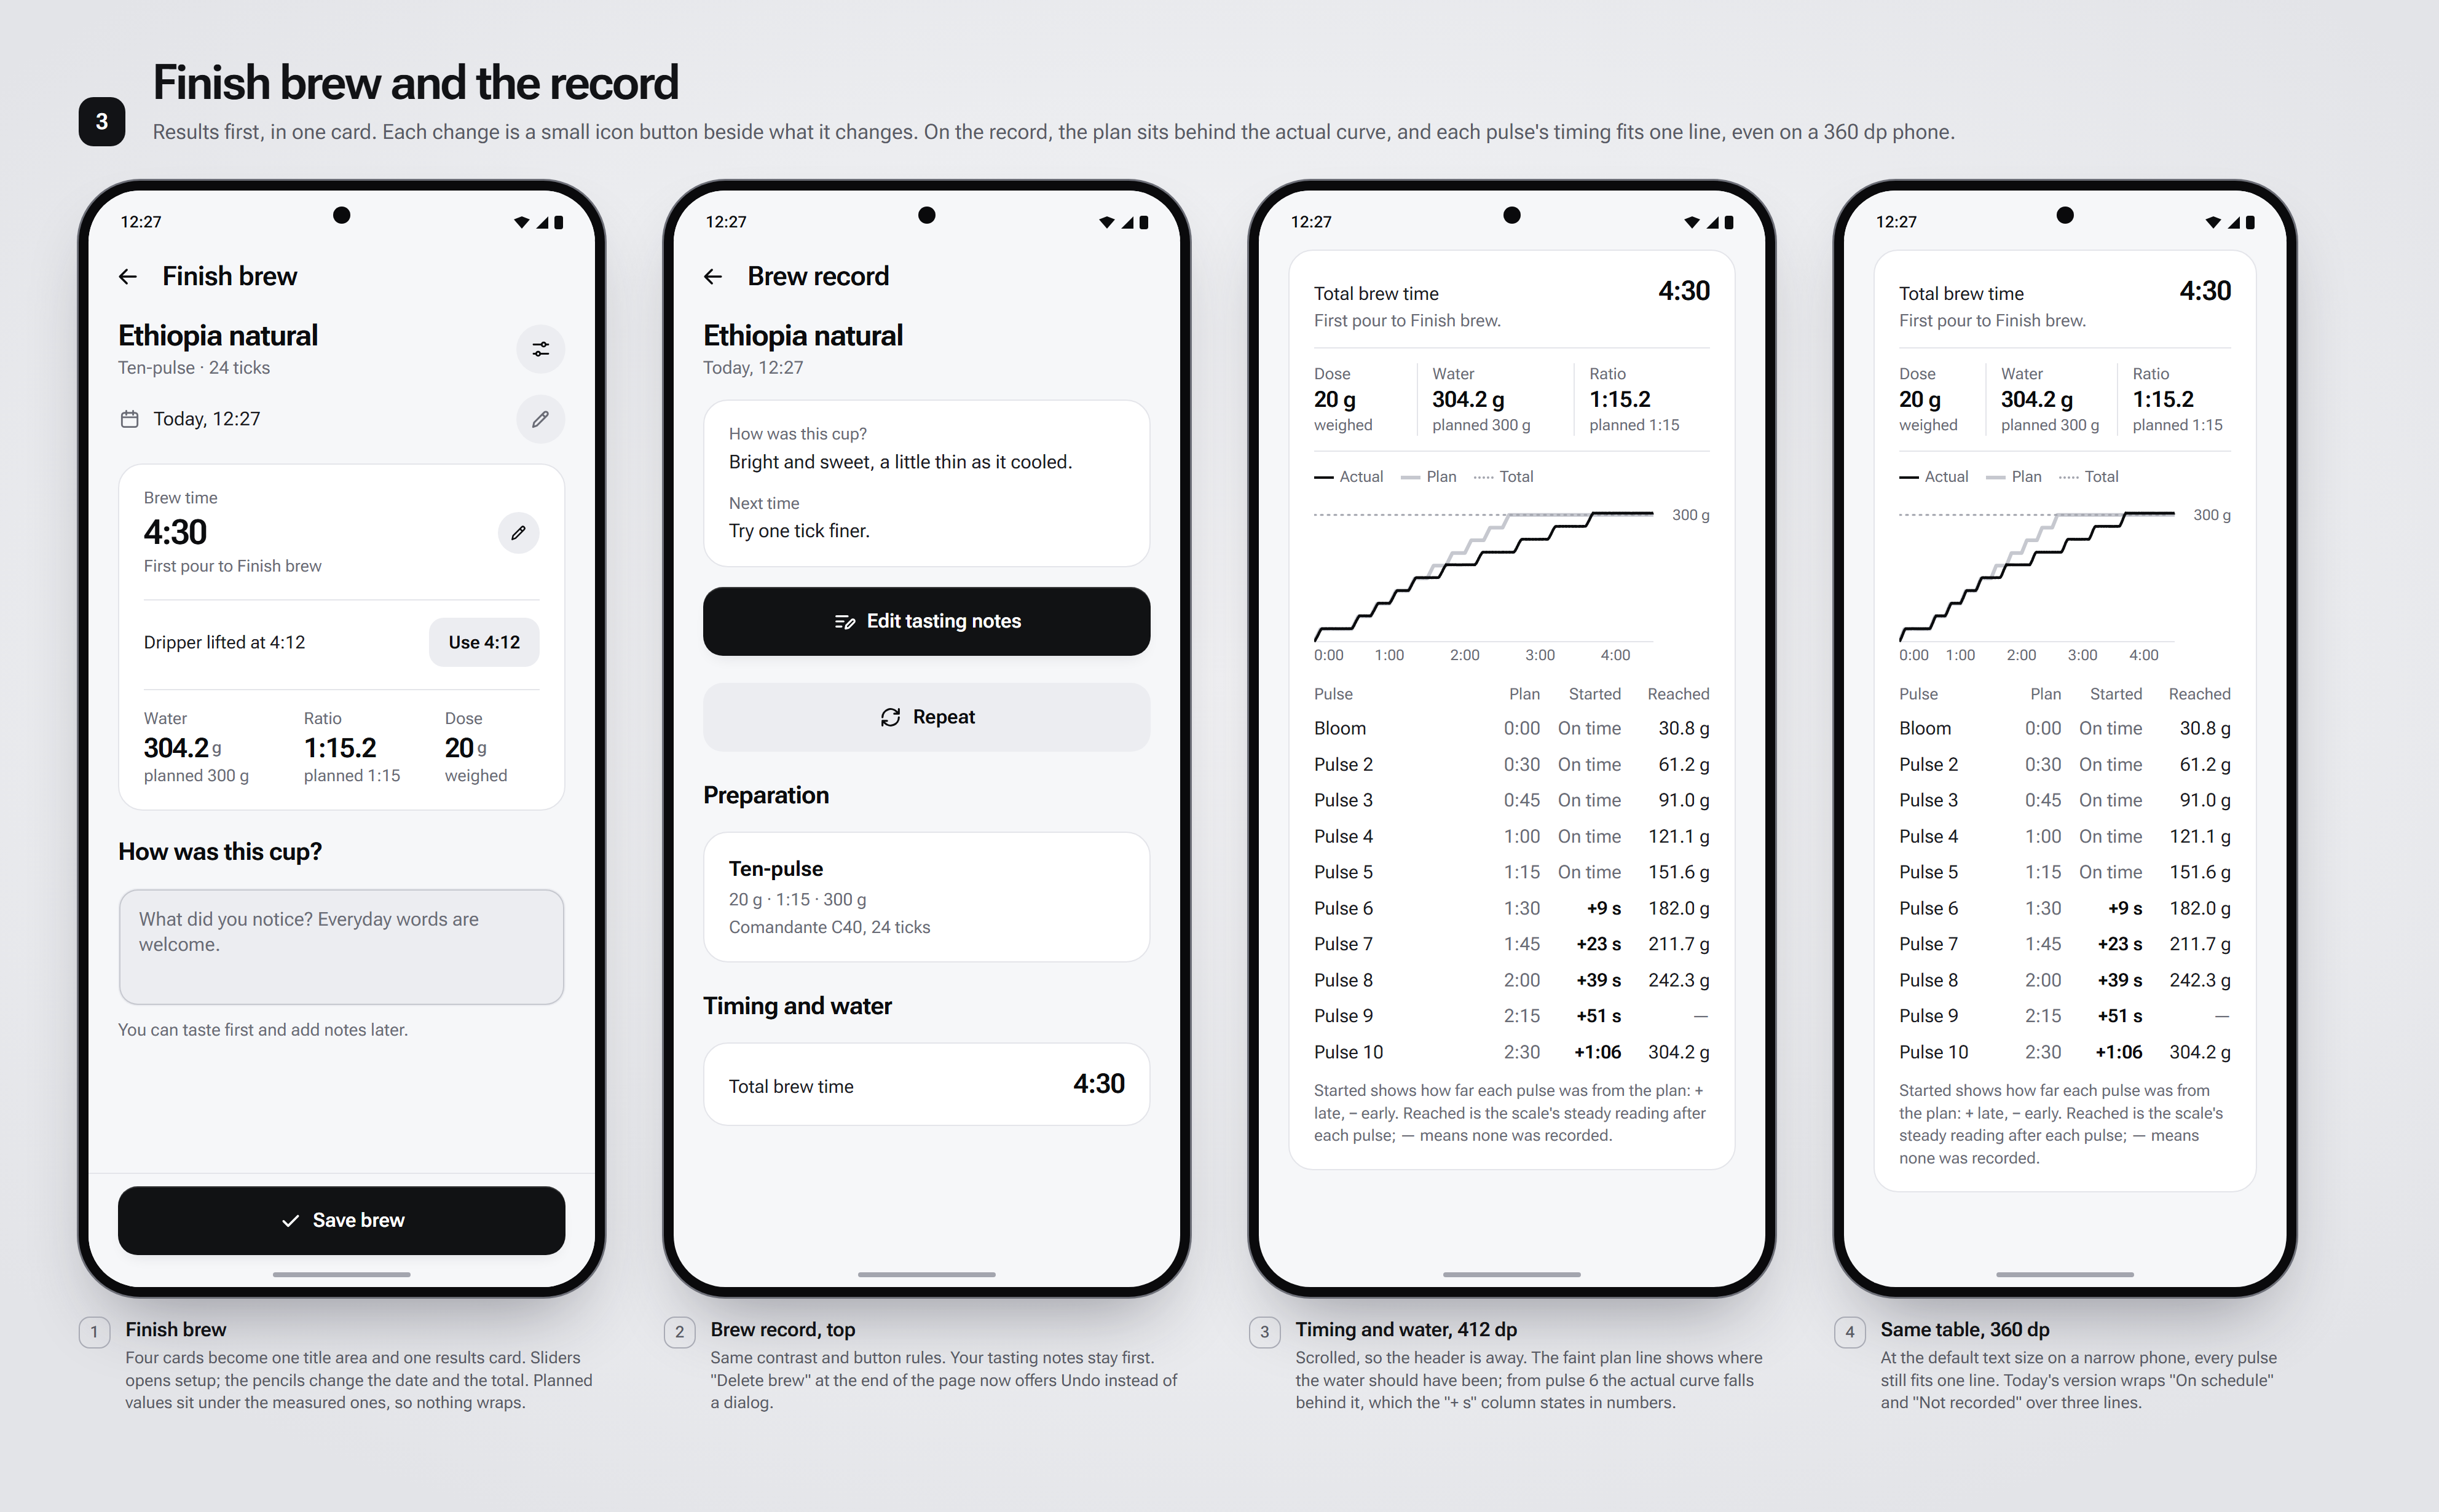 3
Finish brew and the record
Results first, in one card. Each change is a small icon button beside what it changes. On the record, the plan sits behind the actual curve, and each pulse's timing fits one line, even on a 360 dp phone.
12:27
Finish brew
Ethiopia natural
Ten-pulse · 24 ticks
Today, 12:27
Brew time
4:30
First pour to Finish brew
Dripper lifted at 4:12
Use 4:12
Water Ratio Dose
304.2 g 1:15.2 20 g
planned 300 g planned 1:15 weighed
How was this cup?
What did you notice? Everyday words are
welcome.
You can taste first and add notes later.
Save brew
1
Finish brew
Four cards become one title area and one results card. Sliders
opens setup; the pencils change the date and the total. Planned
values sit under the measured ones, so nothing wraps.
12:27
Brew record
Ethiopia natural
Today, 12:27
How was this cup?
Bright and sweet, a little thin as it cooled.
Next time
Try one tick finer.
Edit tasting notes
Repeat
Preparation
Ten-pulse
20 g · 1:15 · 300 g
Comandante C40, 24 ticks
Timing and water
Total brew time 4:30
2
Brew record, top
Same contrast and button rules. Your tasting notes stay first.
"Delete brew" at the end of the page now offers Undo instead of
a dialog.
12:27
Total brew time 4:30
First pour to Finish brew.
Dose Water Ratio
20 g 304.2 g 1:15.2
weighed planned 300 g planned 1:15
Actual Plan Total
300 g
0:00 1:00 2:00 3:00 4:00
Pulse Plan Started Reached
Bloom 0:00 On time 30.8 g
Pulse 2 0:30 On time 61.2 g
Pulse 3 0:45 On time 91.0 g
Pulse 4 1:00 On time 121.1 g
Pulse 5 1:15 On time 151.6 g
Pulse 6 1:30 +9 s 182.0 g
Pulse 7 1:45 +23 s 211.7 g
Pulse 8 2:00 +39 s 242.3 g
Pulse 9 2:15 +51 s —
Pulse 10 2:30 +1:06 304.2 g
Started shows how far each pulse was from the plan: +
late, − early. Reached is the scale's steady reading after
each pulse; — means none was recorded.
3
Timing and water, 412 dp
Scrolled, so the header is away. The faint plan line shows where
the water should have been; from pulse 6 the actual curve falls
behind it, which the "+ s" column states in numbers.
12:27
Total brew time 4:30
First pour to Finish brew.
Dose Water Ratio
20 g 304.2 g 1:15.2
weighed planned 300 g planned 1:15
Actual Plan Total
300 g
0:00 1:00 2:00 3:00 4:00
Pulse Plan Started Reached
Bloom 0:00 On time 30.8 g
Pulse 2 0:30 On time 61.2 g
Pulse 3 0:45 On time 91.0 g
Pulse 4 1:00 On time 121.1 g
Pulse 5 1:15 On time 151.6 g
Pulse 6 1:30 +9 s 182.0 g
Pulse 7 1:45 +23 s 211.7 g
Pulse 8 2:00 +39 s 242.3 g
Pulse 9 2:15 +51 s —
Pulse 10 2:30 +1:06 304.2 g
Started shows how far each pulse was from
the plan: + late, − early. Reached is the scale's
steady reading after each pulse; — means
none was recorded.
4
Same table, 360 dp
At the default text size on a narrow phone, every pulse
still fits one line. Today's version wraps "On schedule"
and "Not recorded" over three lines.